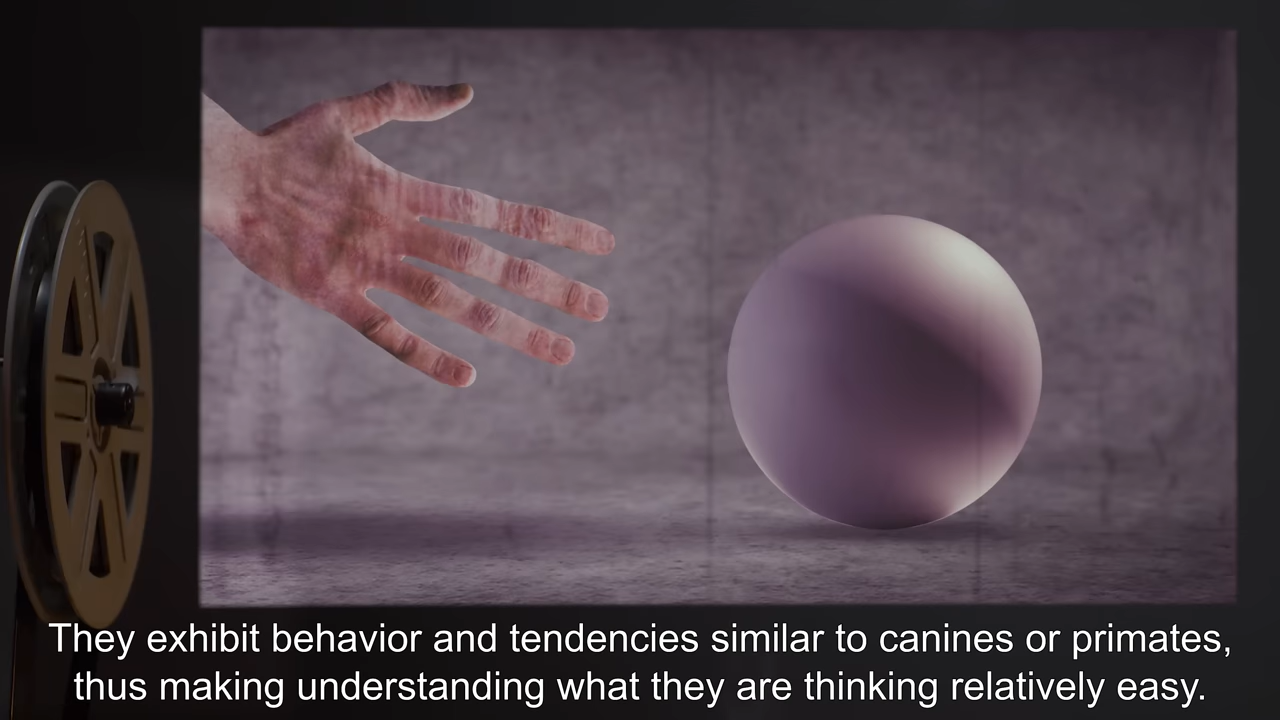 They exhibit behavior and tendencies similar to canines or primates,
thus making understanding what they are thinking relatively easy.